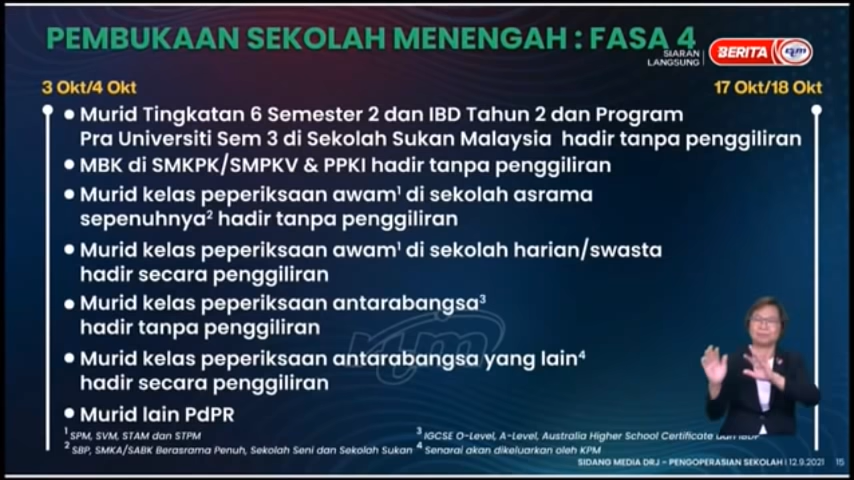 PEMBUKAAN SEKOLAH MENENGAH : FASA 4
SIARAN
LANGSUNG
BERITA
rtm
3 Okt/4 Okt
17 Okt/18 Okt
• Murid Tingkatan 6 Semester 2 dan IBD Tahun 2 dan Program
Pra Universiti Sem 3 di Sekolah Sukan Malaysia hadir tanpa penggiliran
• MBK di SMKPK/SMPKV & PPKI hadir tanpa penggiliran
• Murid kelas peperiksaan awam¹ di sekolah asrama
sepenuhnya² hadir tanpa penggiliran
• Murid kelas peperiksaan awam¹ di sekolah harian/swasta
hadir secara penggiliran
• Murid kelas peperiksaan antarabangsa³
hadir tanpa penggiliran
• Murid kelas peperiksaan antarabangsa yang lain⁴
hadir secara penggiliran
rtm
• Murid lain PdPR
¹ SPM, SVM, STAM dan STPM
² SBP, SMKA/SABK Berasrama Penuh, Sekolah Seni dan Sekolah Sukan
³ IGCSE O-Level, A-Level, Australia Higher School Certificate dan IBDP
⁴ Senarai akan dikeluarkan oleh KPM
SIDANG MEDIA DRJ – PENGOPERASIAN SEKOLAH | 12.9.2021 15